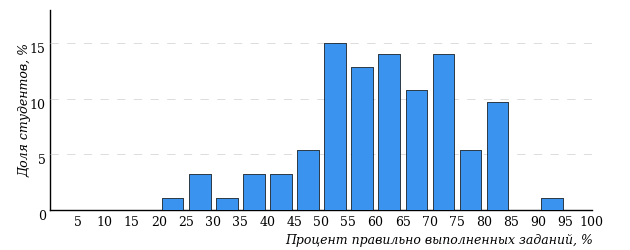 Доля студентов, %
15
10
5
0
5 10 15 20 25 30 35 40 45 50 55 60 65 70 75 80 85 90 95 100
Процент правильно выполненных заданий, %